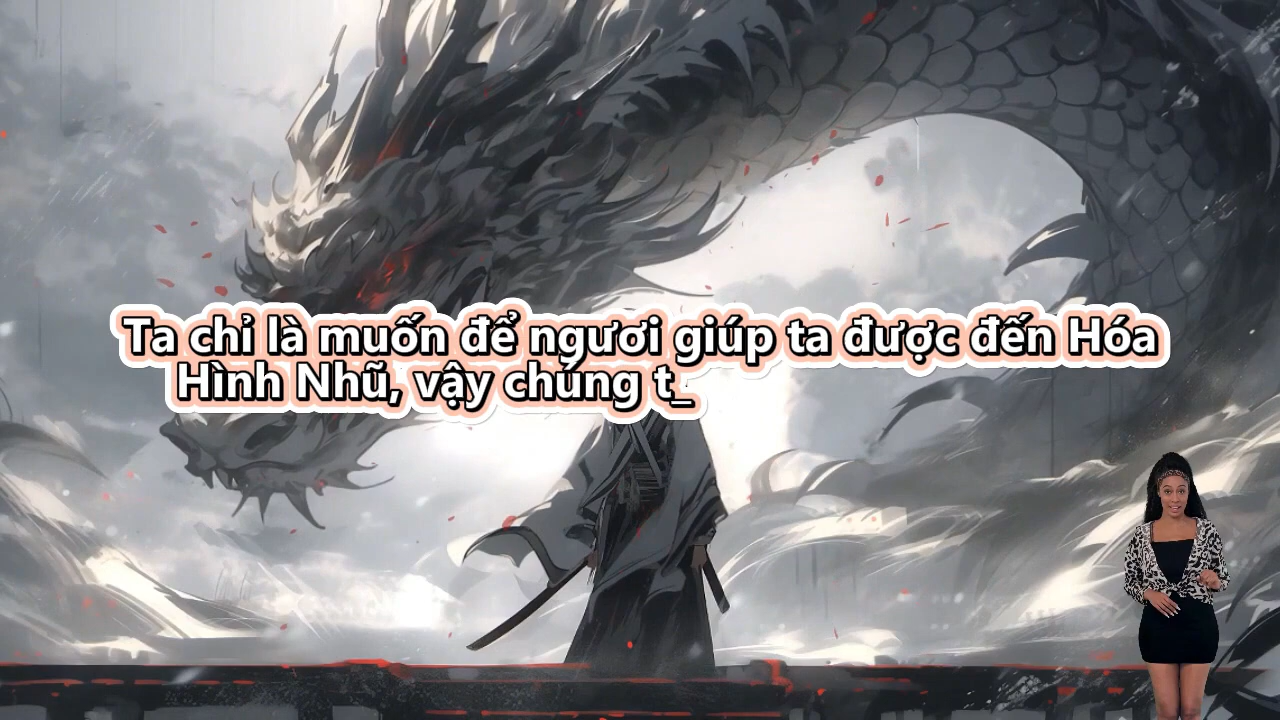 Ta chỉ là muốn để ngươi giúp ta được đến Hóa
Hình Nhũ, vậy chúng t_